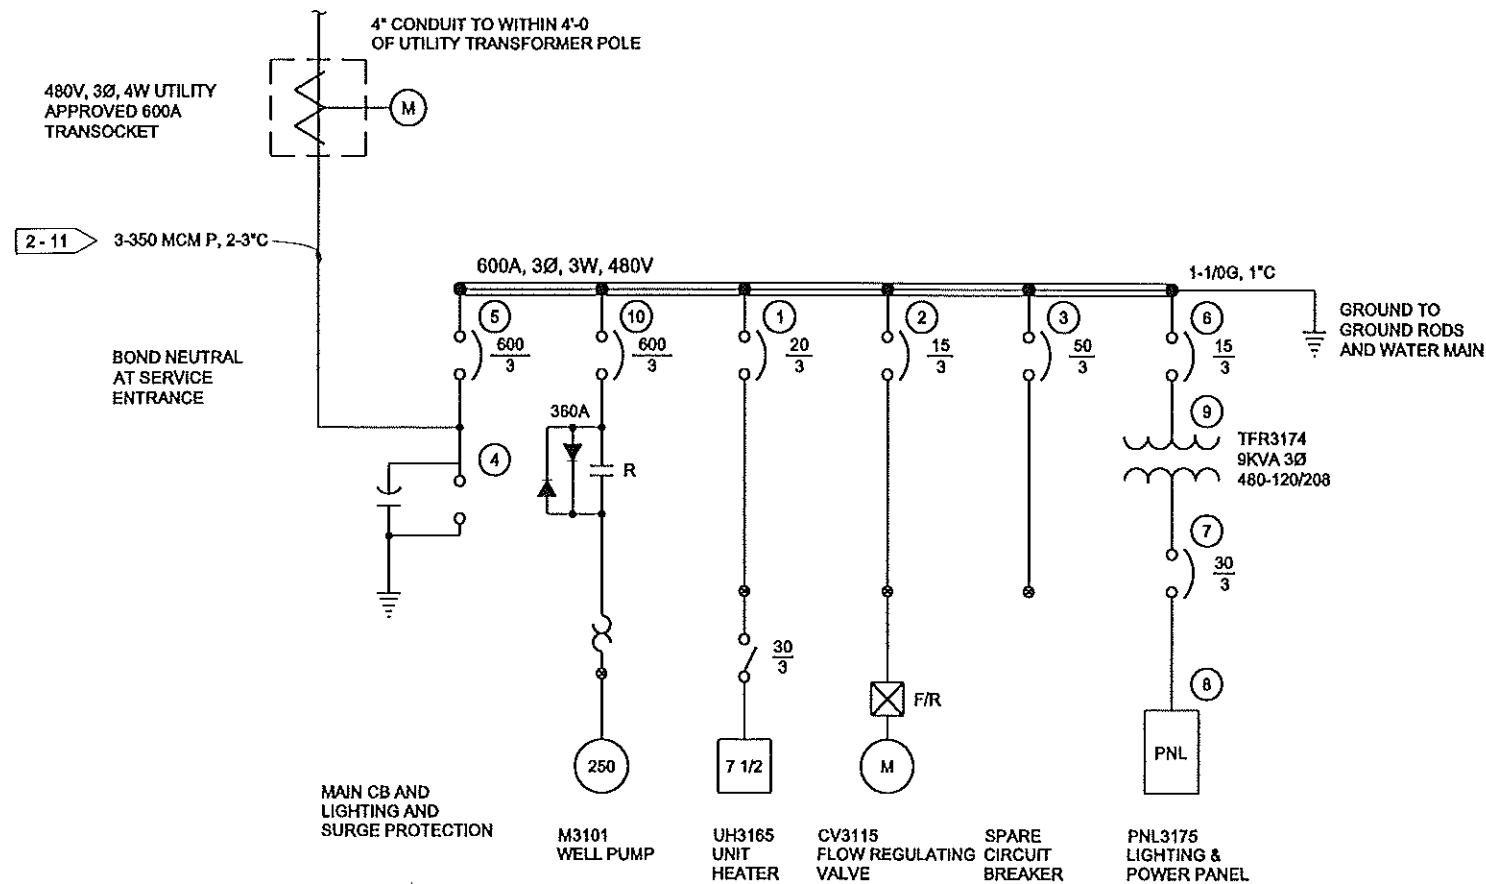 4" CONDUIT TO WITHIN 4'-0
OF UTILITY TRANSFORMER POLE
480V, 3Ø, 4W UTILITY
APPROVED 600A
TRANSOCKET
M
2 - 11
3-350 MCM P, 2-3"C
600A, 3Ø, 3W, 480V
1-1/0G, 1"C
GROUND TO
GROUND RODS
AND WATER MAIN
BOND NEUTRAL
AT SERVICE
ENTRANCE
5
600
3
10
600
3
1
20
3
2
15
3
3
50
3
6
15
3
4
360A
R
9
TFR3174
9KVA 3Ø
480-120/208
7
30
3
30
3
F/R
8
250
7 1/2
M
PNL
MAIN CB AND
LIGHTING AND
SURGE PROTECTION
M3101
WELL PUMP
UH3165
UNIT
HEATER
CV3115
FLOW REGULATING
VALVE
SPARE
CIRCUIT
BREAKER
PNL3175
LIGHTING &
POWER PANEL